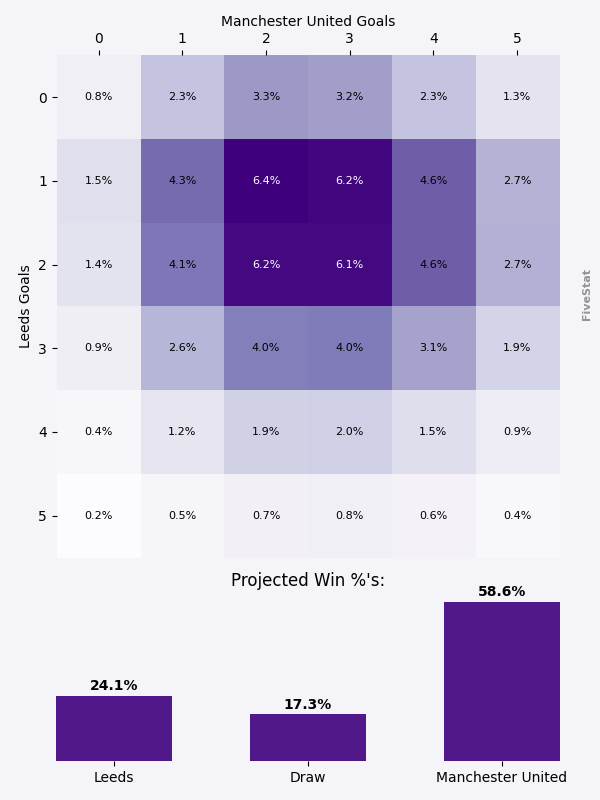 Manchester United Goals
0 1 2 3 4 5
0 0.8% 2.3% 3.3% 3.2% 2.3% 1.3%
1 1.5% 4.3% 6.4% 6.2% 4.6% 2.7%
2 1.4% 4.1% 6.2% 6.1% 4.6% 2.7%
3 0.9% 2.6% 4.0% 4.0% 3.1% 1.9%
4 0.4% 1.2% 1.9% 2.0% 1.5% 0.9%
5 0.2% 0.5% 0.7% 0.8% 0.6% 0.4%
Leeds Goals
FiveStat
Projected Win %'s:
24.1% 17.3% 58.6%
Leeds Draw Manchester United